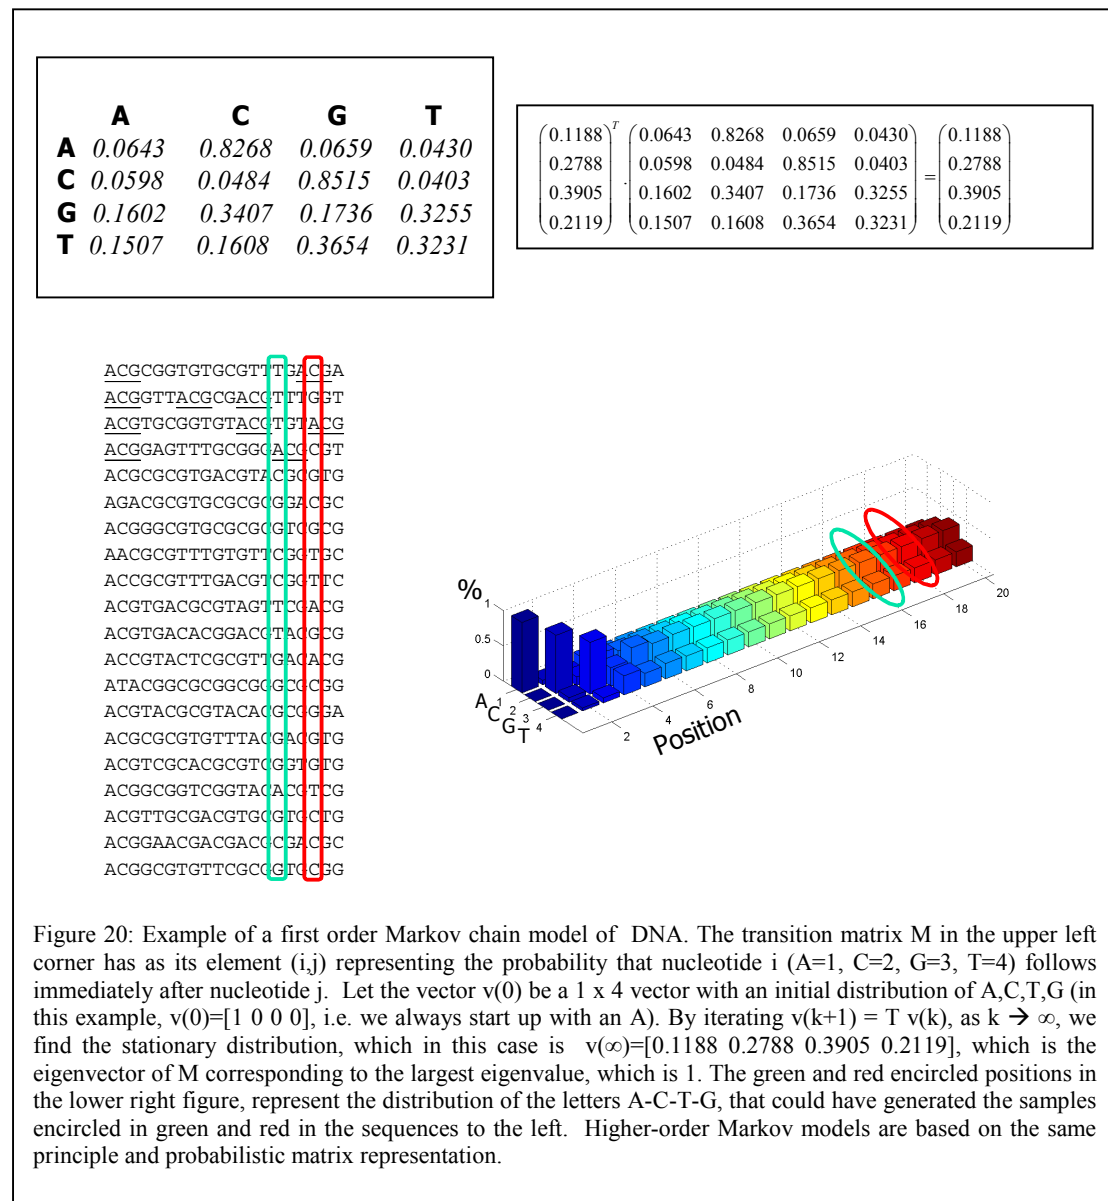 A C G T
A 0.0643 0.8268 0.0659 0.0430
C 0.0598 0.0484 0.8515 0.0403
G 0.1602 0.3407 0.1736 0.3255
T 0.1507 0.1608 0.3654 0.3231
T
0.1188 0.0643 0.8268 0.0659 0.0430 0.1188
0.2788 0.0598 0.0484 0.8515 0.0403 0.2788
. =
0.3905 0.1602 0.3407 0.1736 0.3255 0.3905
0.2119 0.1507 0.1608 0.3654 0.3231 0.2119
ACGCGGTGTGCGTTTGACGA
ACGGTTACGCGACGTTTGGT
ACGTGCGGTGTACGTGTACG
ACGGAGTTTGCGGGACGCGT
ACGCGCGTGACGTACGCGTG
AGACGCGTGCGCGCGGACGC
ACGGGCGTGCGCGCGTCGCG
AACGCGTTTGTGTTCGGTGC
ACCGCGTTTGACGTCGGTTC
ACGTGACGCGTAGTTCGACG
ACGTGACACGGACGTACGCG
ACCGTACTCGCGTTGACACG
ATACGGCGCGGCGGGCGCGG
ACGTACGCGTACACGCGGGA
ACGCGCGTGTTTACGACGTG
ACGTCGCACGCGTCGGTGTG
ACGGCGGTCGGTACACGTCG
ACGTTGCGACGTGCGTGCTG
ACGGAACGACGACGCGACGC
ACGGCGTGTTCGCGGTGCGG
%
1
0.5
0
1 2 3 4
A C G T
2 4 6 8 10 12 14 16 18 20
Position
Figure 20: Example of a first order Markov chain model of DNA. The transition matrix M in the upper left
corner has as its element (i,j) representing the probability that nucleotide i (A=1, C=2, G=3, T=4) follows
immediately after nucleotide j. Let the vector v(0) be a 1 x 4 vector with an initial distribution of A,C,T,G (in
this example, v(0)=[1 0 0 0], i.e. we always start up with an A). By iterating v(k+1) = T v(k), as k → ∞, we
find the stationary distribution, which in this case is v(∞)=[0.1188 0.2788 0.3905 0.2119], which is the
eigenvector of M corresponding to the largest eigenvalue, which is 1. The green and red encircled positions in
the lower right figure, represent the distribution of the letters A-C-T-G, that could have generated the samples
encircled in green and red in the sequences to the left. Higher-order Markov models are based on the same
principle and probabilistic matrix representation.